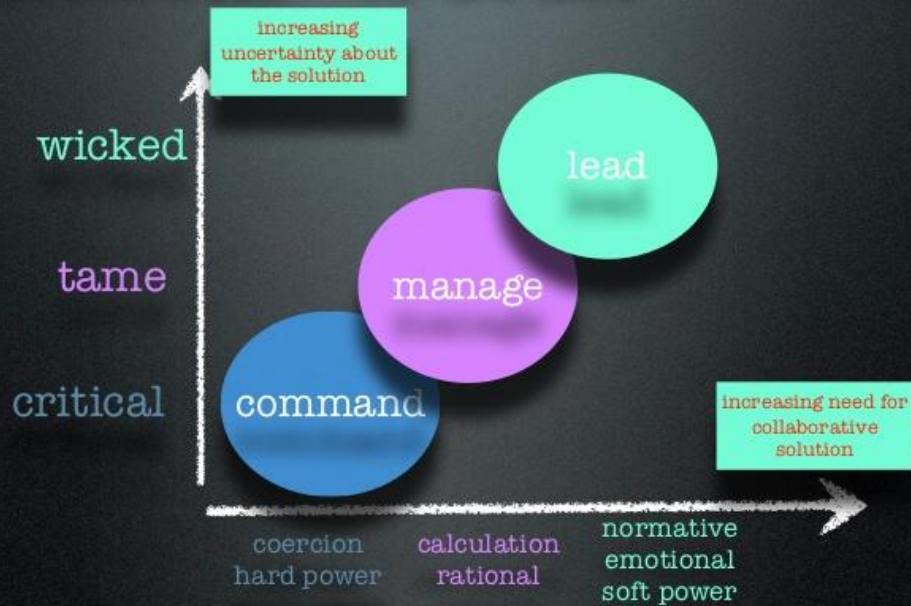 increasing
uncertainty about
the solution
wicked
lead
tame
manage
critical
command
increasing need for
collaborative
solution
coercion
hard power
calculation
rational
normative
emotional
soft power